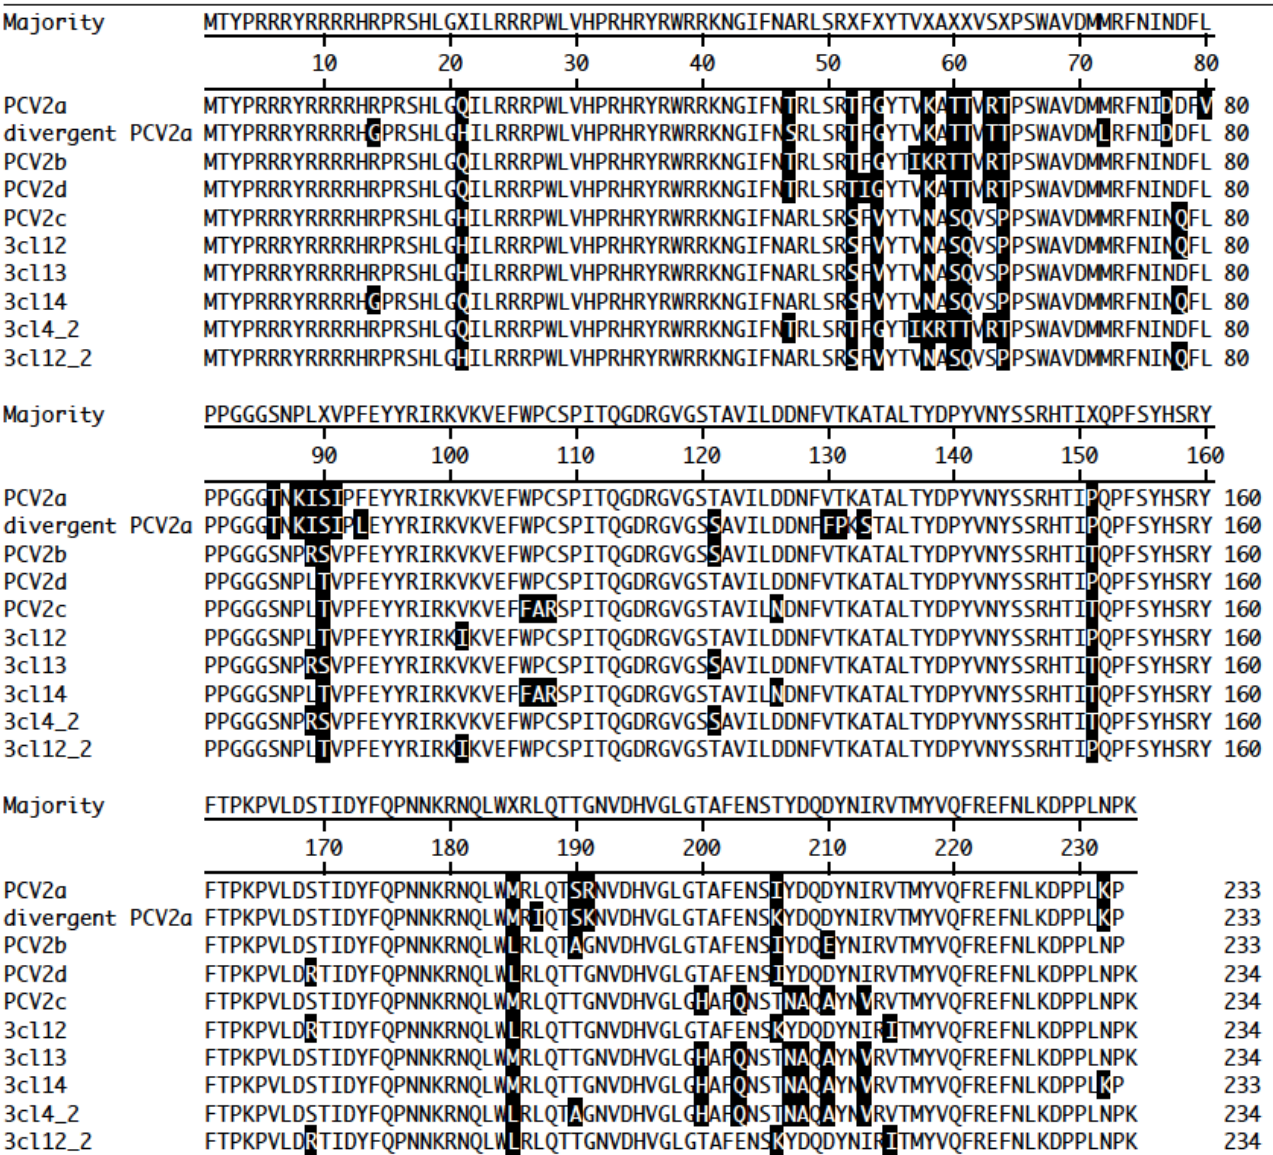 Majority MTYPRRRYRRRRHRPRSHLGXILRRRPWLVHPRHRYRWRRKNGIFNARLSRXFXYTVXAXXVSXPSWAVDMMRFNINDFL
10 20 30 40 50 60 70 80
PCV2a MTYPRRRYRRRRHRPRSHLGQILRRRPWLVHPRHRYRWRRKNGIFNTRLSRTFGYTVKATTVRTPSWAVDMMRFNIDDFV 80
divergent PCV2a MTYPRRRYRRRRHGPRSHLGHILRRRPWLVHPRHRYRWRRKNGIFNSRLSRTFGYTVKATTVTTPSWAVDMLRFNIDDFL 80
PCV2b MTYPRRRYRRRRHRPRSHLGQILRRRPWLVHPRHRYRWRRKNGIFNTRLSRTFGYTIKRTTVRTPSWAVDMMRFNINDFL 80
PCV2d MTYPRRRYRRRRHRPRSHLGQILRRRPWLVHPRHRYRWRRKNGIFNTRLSRTIGYTVKATTVRTPSWAVDMMRFNINDFL 80
PCV2c MTYPRRRYRRRRHRPRSHLGHILRRRPWLVHPRHRYRWRRKNGIFNARLSRSFVYTVNASQVSPPSWAVDMMRFNINQFL 80
3cl12 MTYPRRRYRRRRHRPRSHLGHILRRRPWLVHPRHRYRWRRKNGIFNARLSRSFVYTVNASQVSPPSWAVDMMRFNINQFL 80
3cl13 MTYPRRRYRRRRHRPRSHLGHILRRRPWLVHPRHRYRWRRKNGIFNARLSRSFVYTVNASQVSPPSWAVDMMRFNINDFL 80
3cl14 MTYPRRRYRRRRHGPRSHLGQILRRRPWLVHPRHRYRWRRKNGIFNARLSRSFVYTVNASQVSPPSWAVDMMRFNINQFL 80
3cl4_2 MTYPRRRYRRRRHRPRSHLGQILRRRPWLVHPRHRYRWRRKNGIFNTRLSRTFGYTIKRTTVRTPSWAVDMMRFNINDFL 80
3cl12_2 MTYPRRRYRRRRHRPRSHLGHILRRRPWLVHPRHRYRWRRKNGIFNARLSRSFVYTVNASQVSPPSWAVDMMRFNINQFL 80
Majority PPGGGSNPLXVPFEYYRIRKVKVEFWPCSPITQGDRGVGSTAVILDDNFVTKATALTYDPYVNYSSRHTIXQPFSYHSRY
90 100 110 120 130 140 150 160
PCV2a PPGGGTNKISIPFEYYRIRKVKVEFWPCSPITQGDRGVGSTAVILDDNFVTKATALTYDPYVNYSSRHTIPQPFSYHSRY 160
divergent PCV2a PPGGGTNKISIPLEYYRIRKVKVEFWPCSPITQGDRGVGSSAVILDDNFFPKSTALTYDPYVNYSSRHTIPQPFSYHSRY 160
PCV2b PPGGGSNPRSVPFEYYRIRKVKVEFWPCSPITQGDRGVGSSAVILDDNFVTKATALTYDPYVNYSSRHTITQPFSYHSRY 160
PCV2d PPGGGSNPLTVPFEYYRIRKVKVEFWPCSPITQGDRGVGSTAVILDDNFVTKATALTYDPYVNYSSRHTIPQPFSYHSRY 160
PCV2c PPGGGSNPLTVPFEYYRIRKVKVEFFARSPITQGDRGVGSTAVILNDNFVTKATALTYDPYVNYSSRHTITQPFSYHSRY 160
3cl12 PPGGGSNPLTVPFEYYRIRKIKVEFWPCSPITQGDRGVGSTAVILDDNFVTKATALTYDPYVNYSSRHTIPQPFSYHSRY 160
3cl13 PPGGGSNPRSVPFEYYRIRKVKVEFWPCSPITQGDRGVGSSAVILDDNFVTKATALTYDPYVNYSSRHTITQPFSYHSRY 160
3cl14 PPGGGSNPLTVPFEYYRIRKVKVEFFARSPITQGDRGVGSTAVILNDNFVTKATALTYDPYVNYSSRHTITQPFSYHSRY 160
3cl4_2 PPGGGSNPRSVPFEYYRIRKVKVEFWPCSPITQGDRGVGSSAVILDDNFVTKATALTYDPYVNYSSRHTITQPFSYHSRY 160
3cl12_2 PPGGGSNPLTVPFEYYRIRKIKVEFWPCSPITQGDRGVGSTAVILDDNFVTKATALTYDPYVNYSSRHTIPQPFSYHSRY 160
Majority FTPKPVLDSTIDYFQPNNKRNQLWXRLQTTGNVDHVGLGTAFENSTYDQDYNIRVTMYVQFREFNLKDPPLNPK
170 180 190 200 210 220 230
PCV2a FTPKPVLDSTIDYFQPNNKRNQLWMRLQTSRNVDHVGLGTAFENSIYDQDYNIRVTMYVQFREFNLKDPPLKP 233
divergent PCV2a FTPKPVLDSTIDYFQPNNKRNQLWMRIQTSKNVDHVGLGTAFENSKYDQDYNIRVTMYVQFREFNLKDPPLKP 233
PCV2b FTPKPVLDSTIDYFQPNNKRNQLWLRLQTAGNVDHVGLGTAFENSIYDQEYNIRVTMYVQFREFNLKDPPLNP 233
PCV2d FTPKPVLDRTIDYFQPNNKRNQLWLRLQTTGNVDHVGLGTAFENSIYDQDYNIRVTMYVQFREFNLKDPPLNPK 234
PCV2c FTPKPVLDSTIDYFQPNNKRNQLWMRLQTTGNVDHVGLGHAFQNSTNAQAYNVRVTMYVQFREFNLKDPPLNPK 234
3cl12 FTPKPVLDRTIDYFQPNNKRNQLWLRLQTTGNVDHVGLGTAFENSKYDQDYNIRITMYVQFREFNLKDPPLNPK 234
3cl13 FTPKPVLDSTIDYFQPNNKRNQLWMRLQTTGNVDHVGLGHAFQNSTNAQAYNVRVTMYVQFREFNLKDPPLNPK 234
3cl14 FTPKPVLDSTIDYFQPNNKRNQLWMRLQTTGNVDHVGLGHAFQNSTNAQAYNVRVTMYVQFREFNLKDPPLKP 233
3cl4_2 FTPKPVLDSTIDYFQPNNKRNQLWLRLQTAGNVDHVGLGHAFQNSTNAQAYNVRVTMYVQFREFNLKDPPLNPK 234
3cl12_2 FTPKPVLDRTIDYFQPNNKRNQLWLRLQTTGNVDHVGLGTAFENSKYDQDYNIRITMYVQFREFNLKDPPLNPK 234